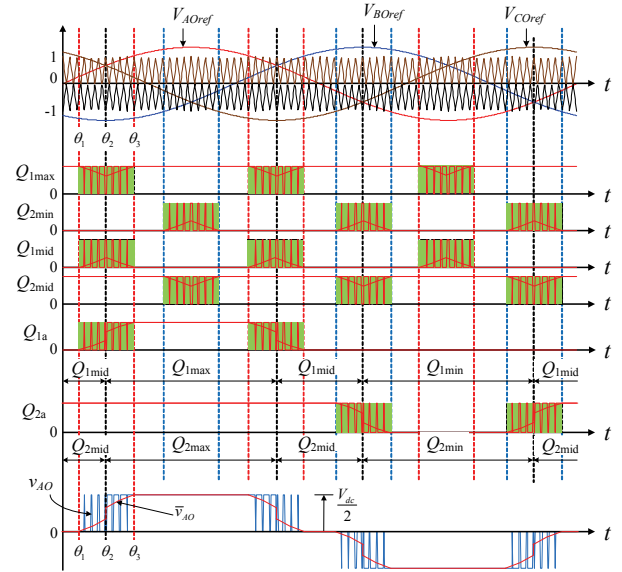 V_AOref V_BOref V_COref
1
0
-1
t
θ1 θ2 θ3
Q1max
0
t
Q2min
0
t
Q1mid
0
t
Q2mid
0
t
Q1a
0
t
Q1mid Q1max Q1mid Q1min Q1mid
Q2a
0
t
Q2mid Q2max Q2mid Q2min Q2mid
v_AO v̅_AO V_dc/2
0
t
θ1 θ2 θ3